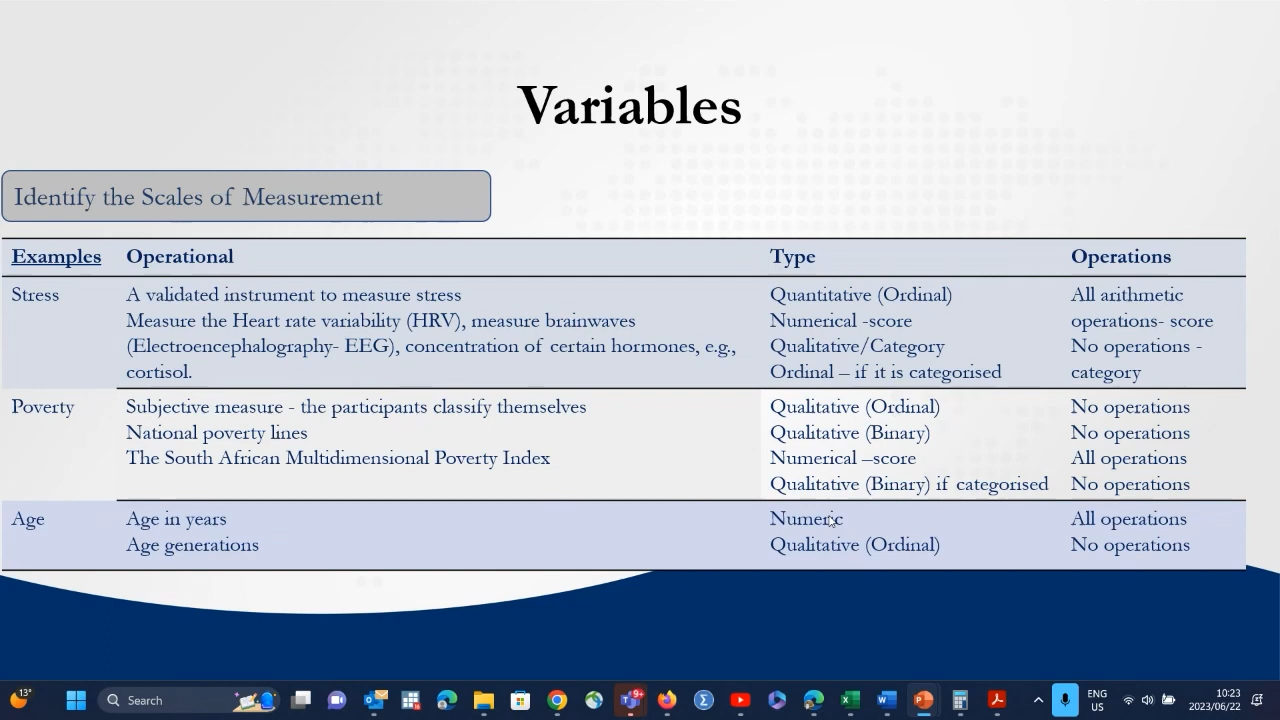 Variables
Identify the Scales of Measurement
Examples Operational Type Operations
Stress A validated instrument to measure stress Quantitative (Ordinal) All arithmetic
Measure the Heart rate variability (HRV), measure brainwaves Numerical -score operations- score
(Electroencephalography- EEG), concentration of certain hormones, e.g., Qualitative/Category No operations -
cortisol. Ordinal – if it is categorised category
Poverty Subjective measure - the participants classify themselves Qualitative (Ordinal) No operations
National poverty lines Qualitative (Binary) No operations
The South African Multidimensional Poverty Index Numerical –score All operations
Qualitative (Binary) if categorised No operations
Age Age in years Numeric All operations
Age generations Qualitative (Ordinal) No operations
13° Search 9+ ENG 10:23
US 2023/06/22